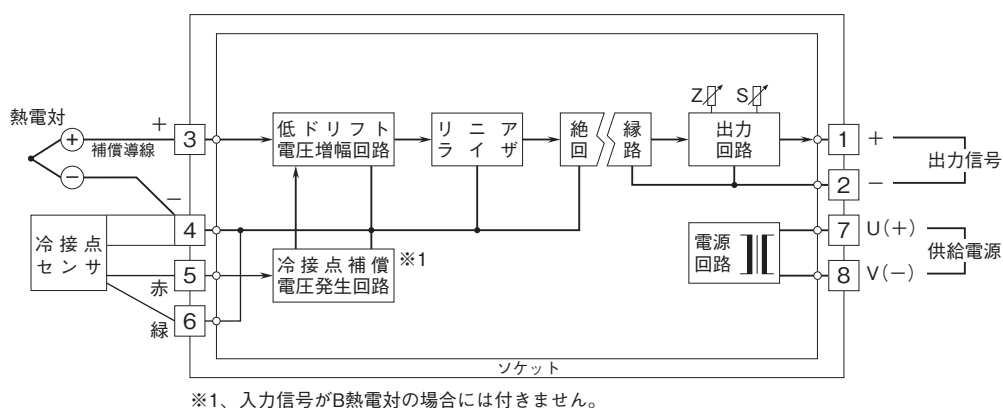 熱電対
+
−
+
補償導線
−
3
4
5
6
冷接点
センサ
赤
緑
低ドリフト
電圧増幅回路
リニア
ライザ
絶縁
回路
Z
S
出力
回路
冷接点補償
電圧発生回路
※1
電源
回路
1
+
2
−
出力信号
7
U(+)
8
V(−)
供給電源
ソケット
※1、入力信号がB熱電対の場合には付きません。